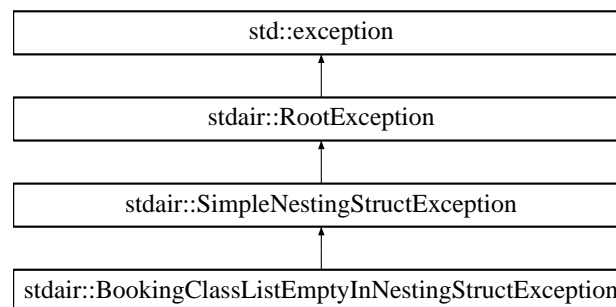 std::exception
stdair::RootException
stdair::SimpleNestingStructException
stdair::BookingClassListEmptyInNestingStructException